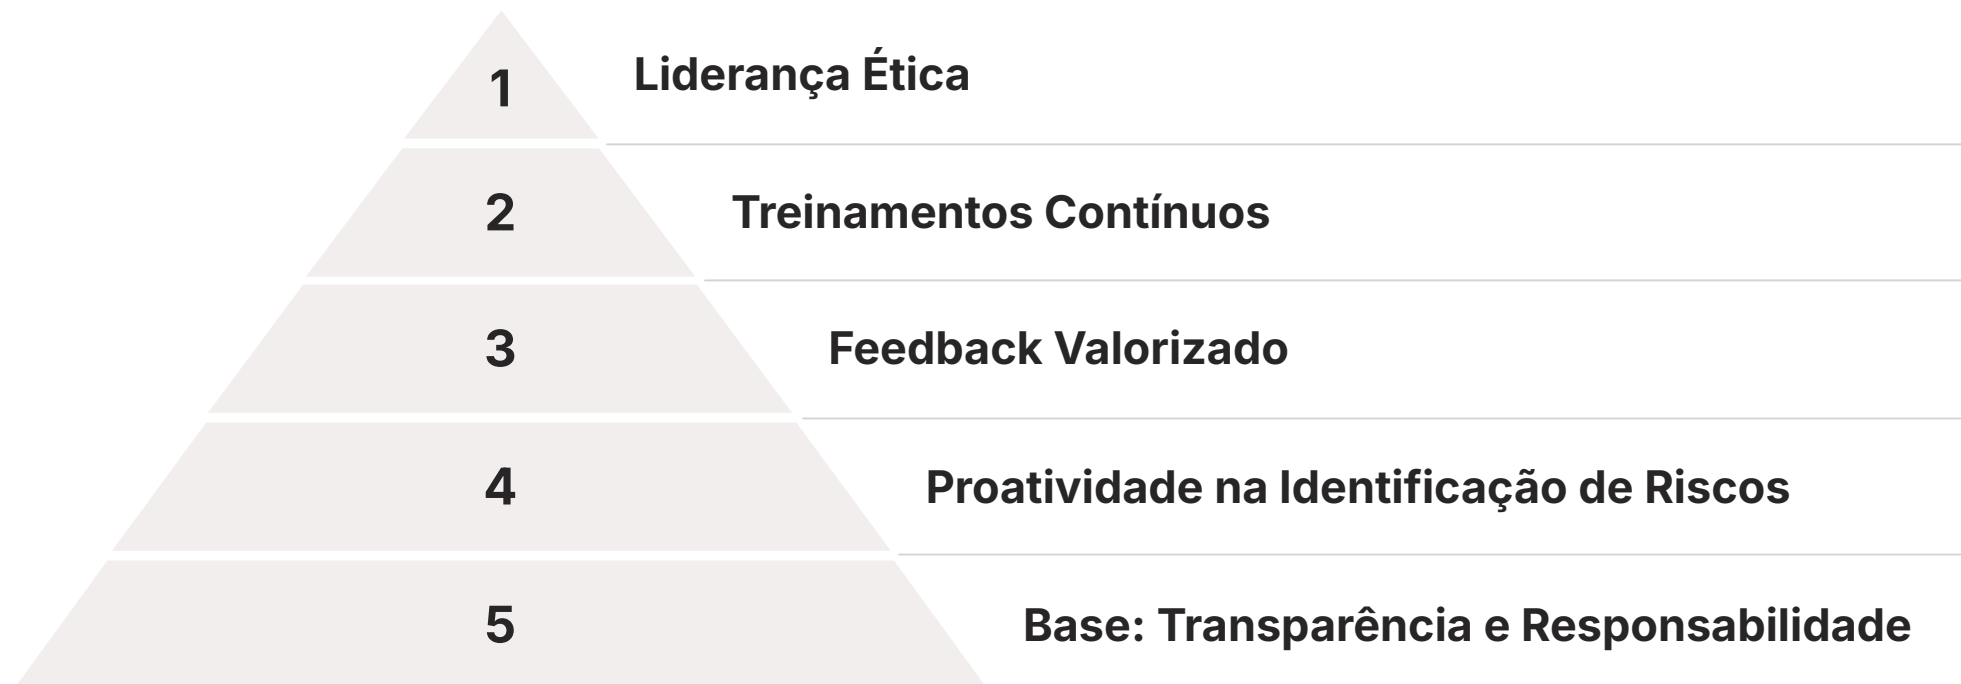 1
Liderança Ética
2
Treinamentos Contínuos
3
Feedback Valorizado
4
Proatividade na Identificação de Riscos
5
Base: Transparência e Responsabilidade